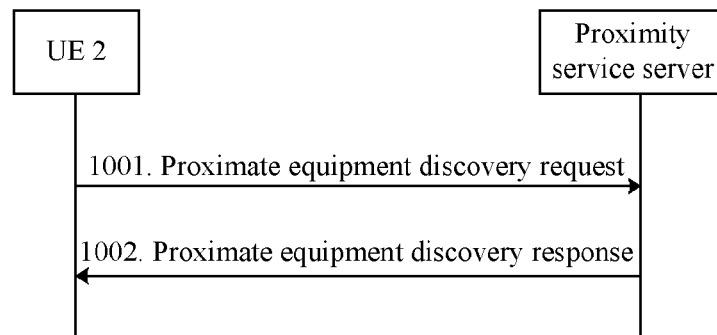 UE 2
Proximity
service server
1001. Proximate equipment discovery request
1002. Proximate equipment discovery response